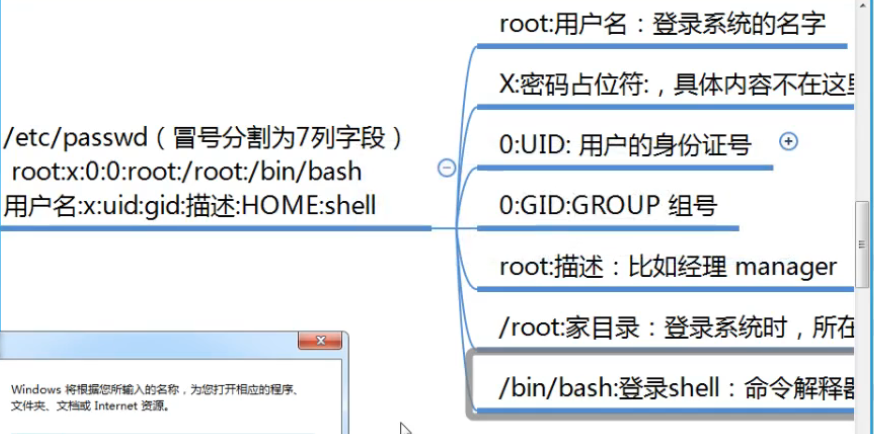 /etc/passwd（冒号分割为7列字段）
root:x:0:0:root:/root:/bin/bash
用户名:x:uid:gid:描述:HOME:shell
root:用户名：登录系统的名字
X:密码占位符:，具体内容不在这里
0:UID: 用户的身份证号
0:GID:GROUP 组号
root:描述：比如经理 manager
/root:家目录：登录系统时，所在
/bin/bash:登录shell：命令解释器
Windows 将根据您所输入的名称，为您打开相应的程序、
文件夹、文档或 Internet 资源。